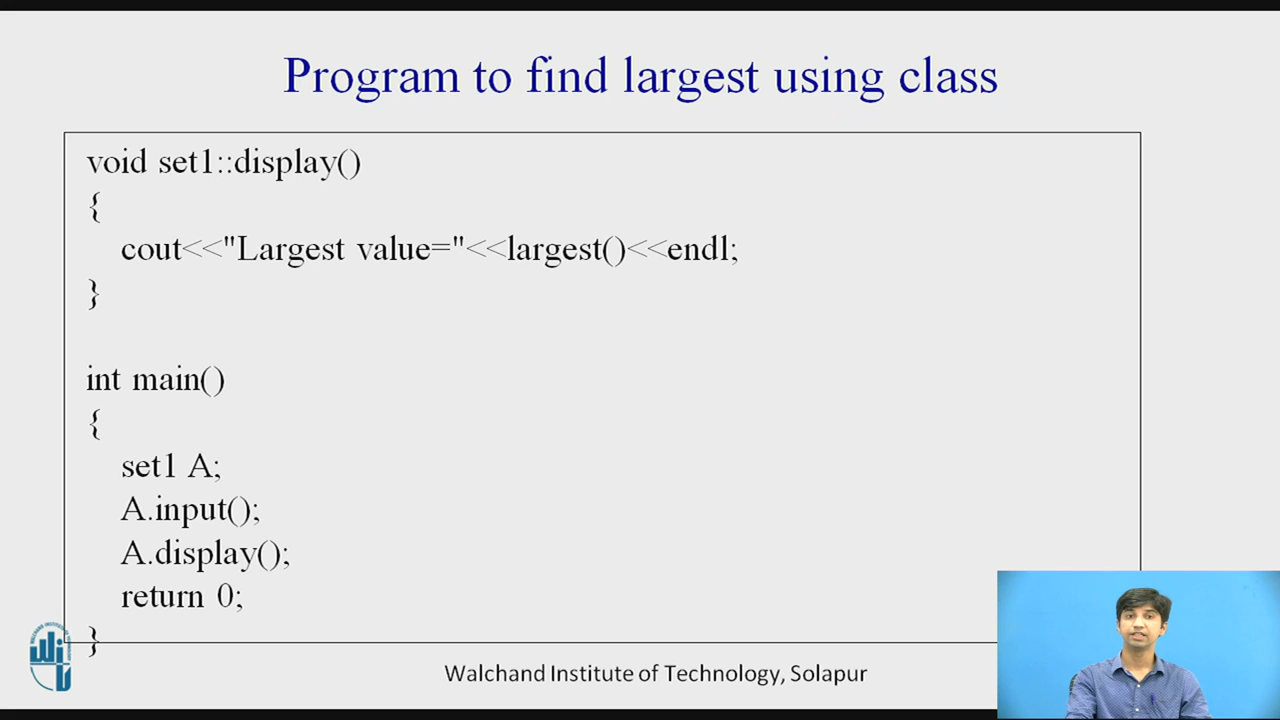 Program to find largest using class
void set1::display()
{
cout<<"Largest value="<<largest()<<endl;
}
int main()
{
set1 A;
A.input();
A.display();
return 0;
}
Walchand Institute of Technology, Solapur